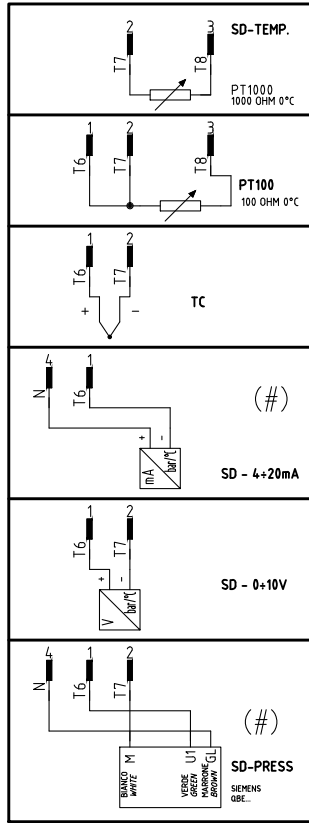 2 3 SD-TEMP.
T7 T8
PT1000
1000 OHM 0°C
1 2 3
T6 T7 T8
PT100
100 OHM 0°C
1 2
T6 T7
+ -
TC
4 1
N T6
(#)
+ -
mA bar/°C
SD - 4÷20mA
1 2
T6 T7
+ -
V bar/°C
SD - 0÷10V
4 1 2
N T6 T7
(#)
M U1 GL
BIANCO VERDE MARRONE
WHITE GREEN BROWN
SD-PRESS
SIEMENS
QBE...